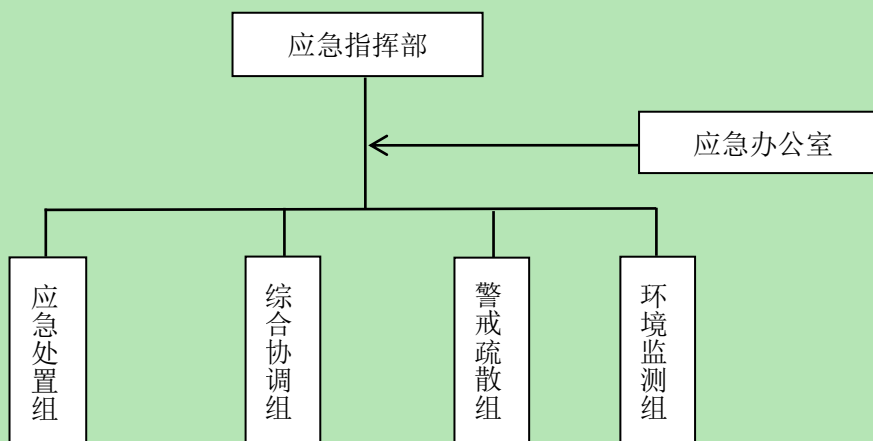 应急指挥部
应急办公室
应急处置组
综合协调组
警戒疏散组
环境监测组